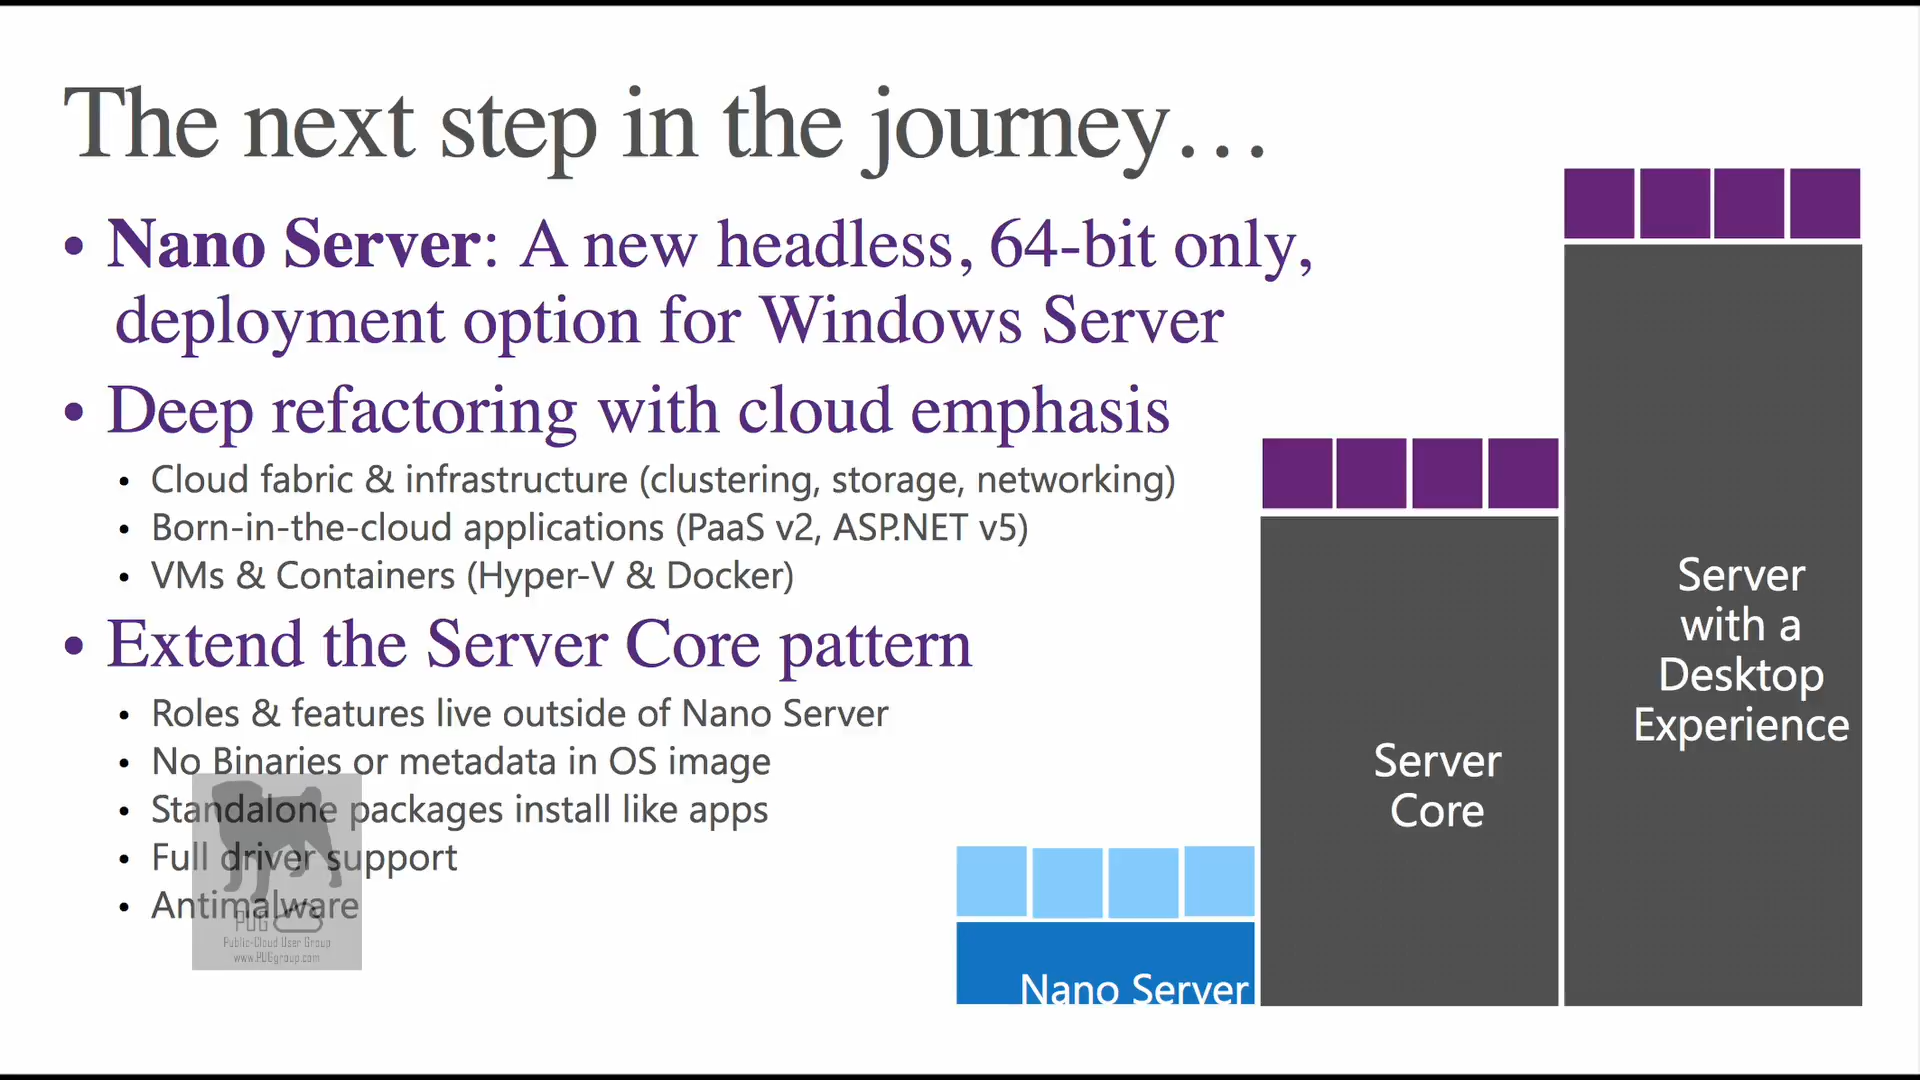 The next step in the journey…
• Nano Server: A new headless, 64-bit only,
deployment option for Windows Server
• Deep refactoring with cloud emphasis
• Cloud fabric & infrastructure (clustering, storage, networking)
• Born-in-the-cloud applications (PaaS v2, ASP.NET v5)
• VMs & Containers (Hyper-V & Docker)
• Extend the Server Core pattern
• Roles & features live outside of Nano Server
• No Binaries or metadata in OS image
• Standalone packages install like apps
• Full driver support
• Antimalware
PUG
Public-Cloud User Group
www.PUGgroup.com
Nano Server
Server
Core
Server
with a
Desktop
Experience